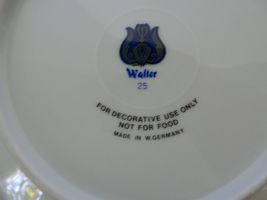 Walter
25
FOR DECORATIVE USE ONLY
NOT FOR FOOD
MADE IN W.GERMANY